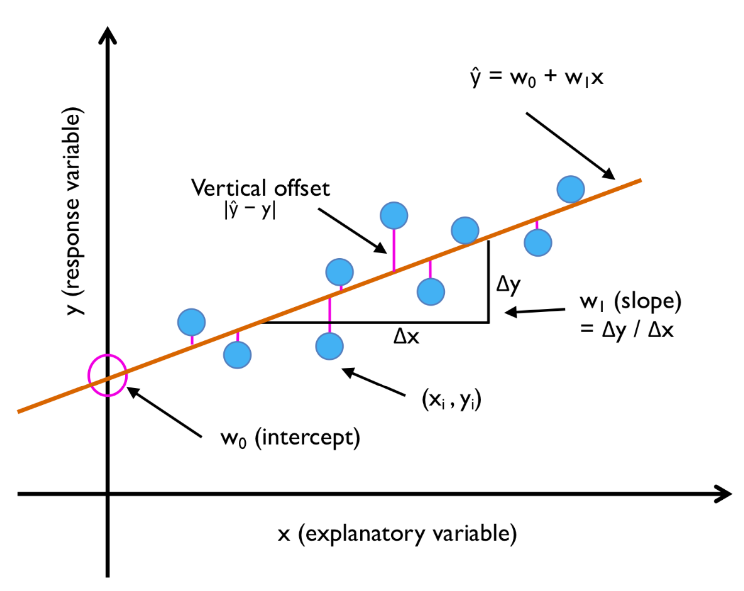 ŷ = w₀ + w₁x
y (response variable)
Vertical offset
|ŷ − y|
Δy
w₁ (slope)
= Δy / Δx
Δx
(xᵢ , yᵢ)
w₀ (intercept)
x (explanatory variable)